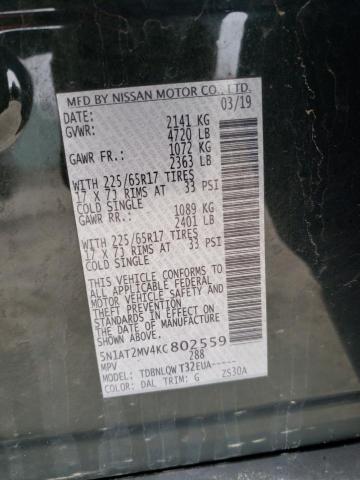 MFD BY NISSAN MOTOR CO., LTD.
DATE: 03/19
GVWR: 2141 KG
4720 LB
GAWR FR.: 1072 KG
2363 LB
WITH 225/65R17 TIRES
17 X 7J RIMS AT 33 PSI
COLD SINGLE
GAWR RR.: 1089 KG
2401 LB
WITH 225/65R17 TIRES
17 X 7J RIMS AT 33 PSI
COLD SINGLE
THIS VEHICLE CONFORMS TO
ALL APPLICABLE FEDERAL
SAFETY AND THEFT PREVENTION
STANDARDS IN EFFECT ON THE
DATE OF THE MANUFACTURE
SHOWN ABOVE.
5N1AT2MV4KC802559
MPV 288
MODEL: TDBNLQW T32EUA-----
COLOR: DAL TRIM: G ZS30A